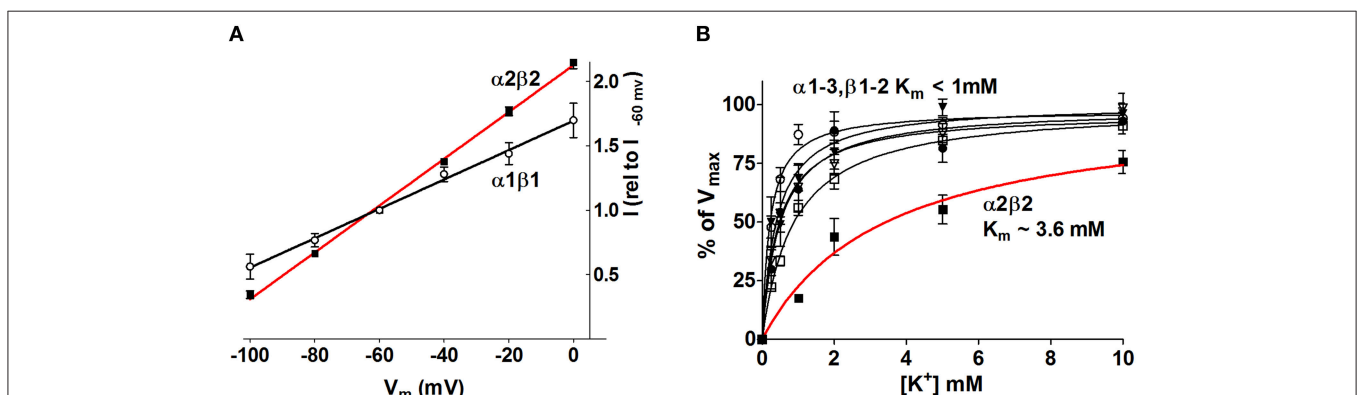 A
α2β2
α1β1
2.0
1.5
1.0
0.5
I (rel to I -60 mv)
-100 -80 -60 -40 -20 0
Vm (mV)
B
α1-3,β1-2 Km < 1mM
100
75
50
25
0
% of Vmax
α2β2
Km ~ 3.6 mM
0 2 4 6 8 10
[K+] mM